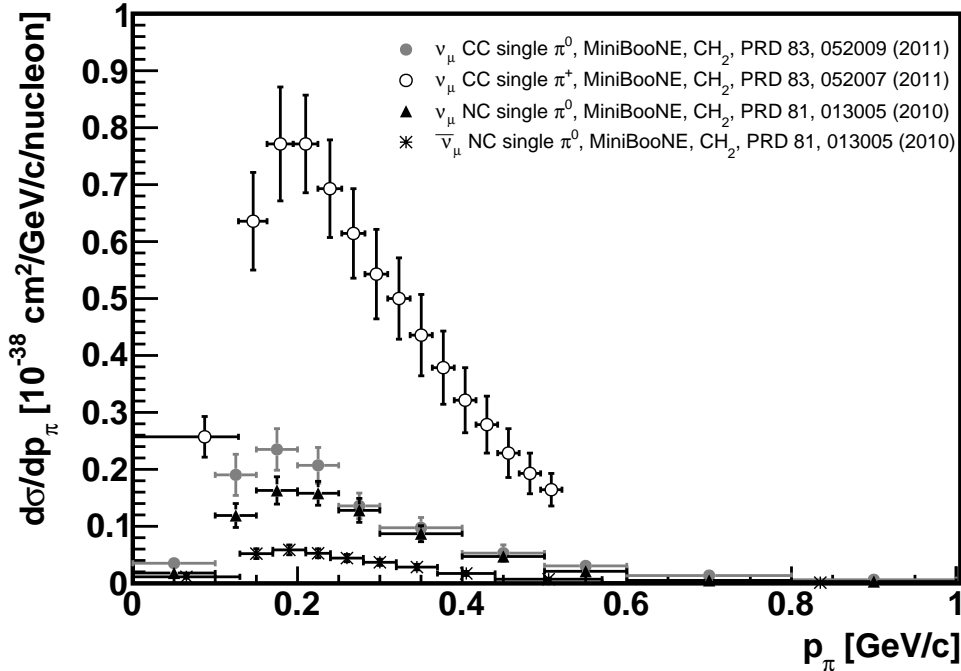 1
0.9
0.8
0.7
0.6
0.5
0.4
0.3
0.2
0.1
0
dσ/dp_π [10^-38 cm^2/GeV/c/nucleon]
ν_μ CC single π^0, MiniBooNE, CH_2, PRD 83, 052009 (2011)
ν_μ CC single π^+, MiniBooNE, CH_2, PRD 83, 052007 (2011)
ν_μ NC single π^0, MiniBooNE, CH_2, PRD 81, 013005 (2010)
ν̅_μ NC single π^0, MiniBooNE, CH_2, PRD 81, 013005 (2010)
0 0.2 0.4 0.6 0.8 1
p_π [GeV/c]